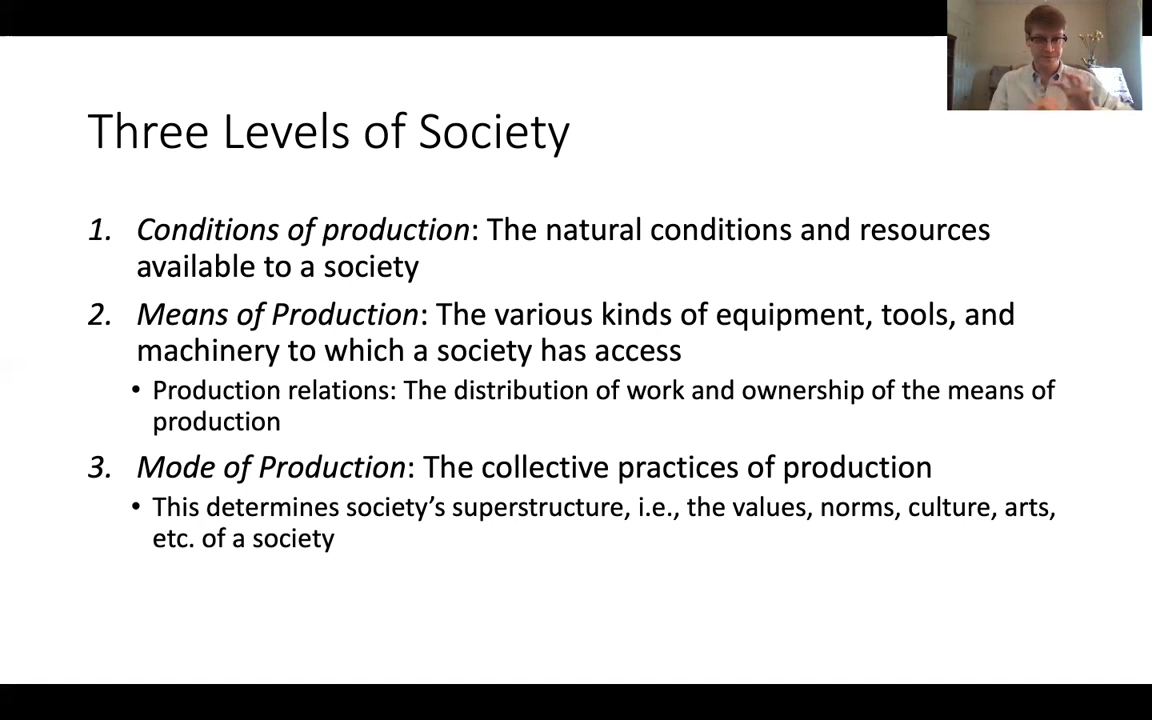 Three Levels of Society
1. Conditions of production: The natural conditions and resources
available to a society
2. Means of Production: The various kinds of equipment, tools, and
machinery to which a society has access
• Production relations: The distribution of work and ownership of the means of
production
3. Mode of Production: The collective practices of production
• This determines society’s superstructure, i.e., the values, norms, culture, arts,
etc. of a society